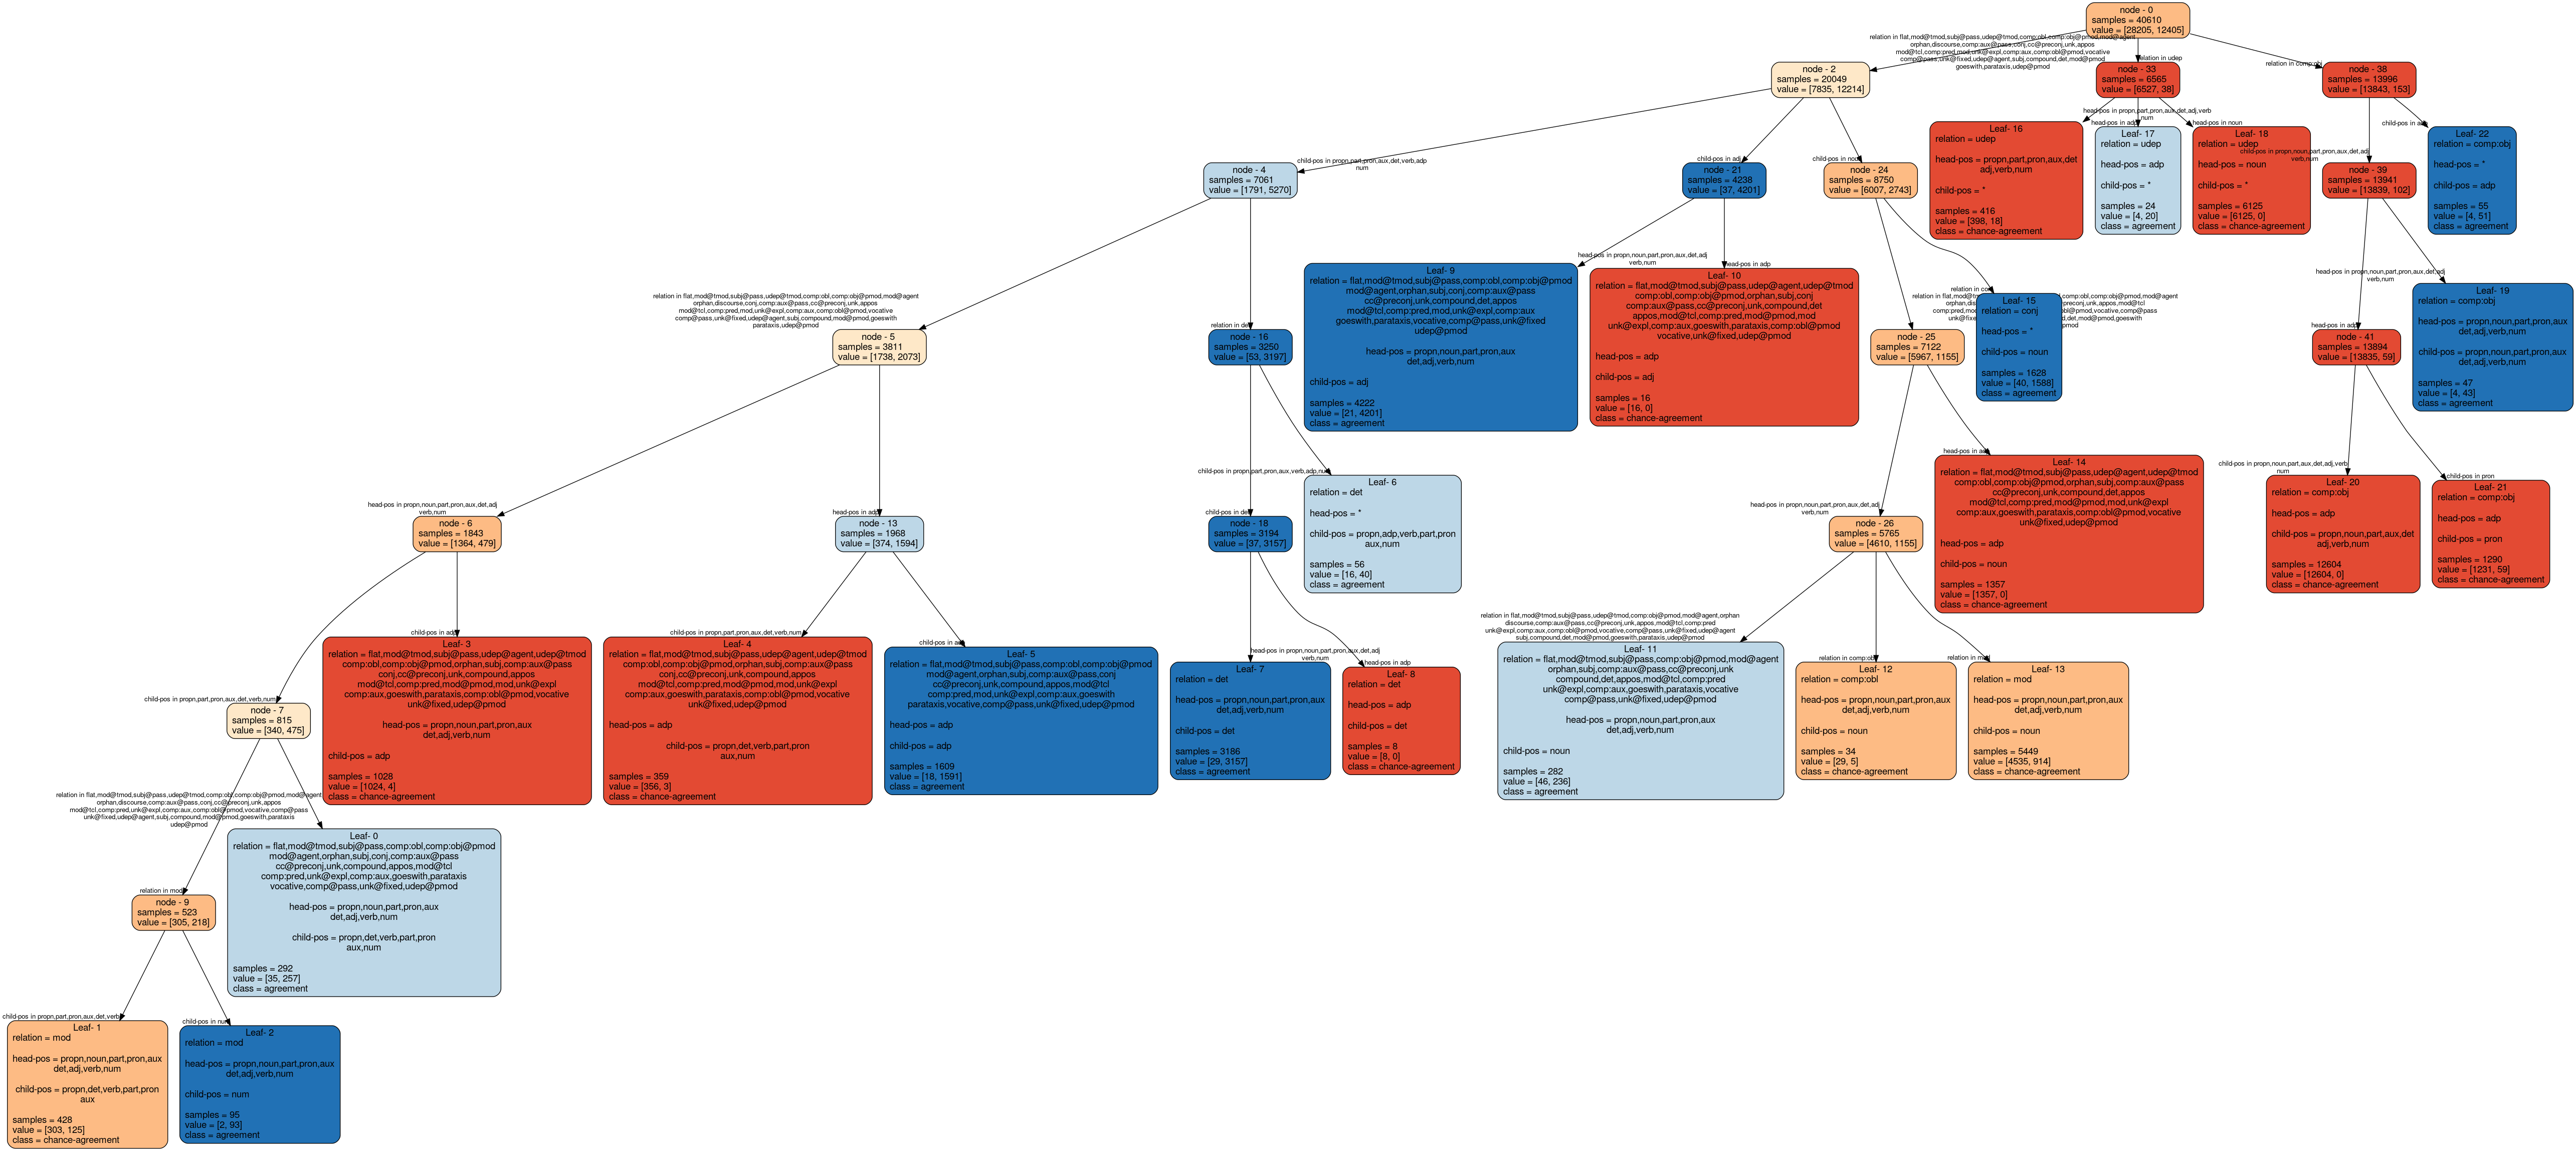 node - 0
samples = 40610
value = [28205, 12405]
relation in flat,mod@tmod,subj@pass,udep@tmod,comp:obl,comp:obj@pmod,mod@agent
orphan,discourse,comp:aux@pass,conj,cc@preconj,unk,appos
mod@tcl,comp:pred,mod,unk@expl,comp:aux,comp:obl@pmod,vocative
comp@pass,unk@fixed,udep@agent,subj,compound,det,mod@pmod
goeswith,parataxis,udep@pmod
relation in udep
relation in comp:obj
node - 2
samples = 20049
value = [7835, 12214]
node - 33
samples = 6565
value = [6527, 38]
node - 38
samples = 13996
value = [13843, 153]
child-pos in propn,part,pron,aux,det,verb,adp
num
child-pos in adj
child-pos in noun
head-pos in propn,part,pron,aux,det,adj,verb
num
head-pos in adp
head-pos in noun
child-pos in propn,noun,part,pron,aux,det,adj
verb,num
child-pos in adp
node - 4
samples = 7061
value = [1791, 5270]
node - 21
samples = 4238
value = [37, 4201]
node - 24
samples = 8750
value = [6007, 2743]
Leaf- 16
relation = udep
head-pos = propn,part,pron,aux,det
adj,verb,num
child-pos = *
samples = 416
value = [398, 18]
class = chance-agreement
Leaf- 17
relation = udep
head-pos = adp
child-pos = *
samples = 24
value = [4, 20]
class = agreement
Leaf- 18
relation = udep
head-pos = noun
child-pos = *
samples = 6125
value = [6125, 0]
class = chance-agreement
node - 39
samples = 13941
value = [13839, 102]
Leaf- 22
relation = comp:obj
head-pos = *
child-pos = adp
samples = 55
value = [4, 51]
class = agreement
relation in flat,mod@tmod,subj@pass,udep@tmod,comp:obl,comp:obj@pmod,mod@agent
orphan,discourse,conj,comp:aux@pass,cc@preconj,unk,appos
mod@tcl,comp:pred,mod,unk@expl,comp:aux,comp:obl@pmod,vocative
comp@pass,unk@fixed,udep@agent,subj,compound,mod@pmod,goeswith
parataxis,udep@pmod
relation in det
head-pos in propn,noun,part,pron,aux,det,adj
verb,num
head-pos in adp
head-pos in propn,noun,part,pron,aux,det,adj
verb,num
head-pos in adp
node - 5
samples = 3811
value = [1738, 2073]
node - 16
samples = 3250
value = [53, 3197]
Leaf- 9
relation = flat,mod@tmod,subj@pass,comp:obl,comp:obj@pmod
mod@agent,orphan,subj,conj,comp:aux@pass
cc@preconj,unk,compound,det,appos
mod@tcl,comp:pred,mod,unk@expl,comp:aux
goeswith,parataxis,vocative,comp@pass,unk@fixed
udep@pmod
head-pos = propn,noun,part,pron,aux
det,adj,verb,num
child-pos = adj
samples = 4222
value = [21, 4201]
class = agreement
Leaf- 10
relation = flat,mod@tmod,subj@pass,udep@agent,udep@tmod
comp:obl,comp:obj@pmod,orphan,subj,conj
comp:aux@pass,cc@preconj,unk,compound,det
appos,mod@tcl,comp:pred,mod@pmod,mod
unk@expl,comp:aux,goeswith,parataxis,comp:obl@pmod
vocative,unk@fixed,udep@pmod
head-pos = adp
child-pos = adj
samples = 16
value = [16, 0]
class = chance-agreement
node - 25
samples = 7122
value = [5967, 1155]
Leaf- 15
relation = conj
head-pos = *
child-pos = noun
samples = 1628
value = [40, 1588]
class = agreement
node - 41
samples = 13894
value = [13835, 59]
Leaf- 19
relation = comp:obj
head-pos = propn,noun,part,pron,aux
det,adj,verb,num
child-pos = propn,noun,part,pron,aux
det,adj,verb,num
samples = 47
value = [4, 43]
class = agreement
head-pos in propn,noun,part,pron,aux,det,adj
verb,num
head-pos in adp
child-pos in det
child-pos in propn,part,pron,aux,verb,adp,num
head-pos in propn,noun,part,pron,aux,det,adj
verb,num
child-pos in propn,noun,part,aux,det,adj,verb
num
child-pos in pron
node - 6
samples = 1843
value = [1364, 479]
node - 13
samples = 1968
value = [374, 1594]
node - 18
samples = 3194
value = [37, 3157]
Leaf- 6
relation = det
head-pos = *
child-pos = propn,adp,verb,part,pron
aux,num
samples = 56
value = [16, 40]
class = agreement
node - 26
samples = 5765
value = [4610, 1155]
Leaf- 14
relation = flat,mod@tmod,subj@pass,udep@agent,udep@tmod
comp:obl,comp:obj@pmod,orphan,subj,comp:aux@pass
cc@preconj,unk,compound,det,appos
mod@tcl,comp:pred,mod@pmod,mod,unk@expl
comp:aux,goeswith,parataxis,comp:obl@pmod,vocative
unk@fixed,udep@pmod
head-pos = adp
child-pos = noun
samples = 1357
value = [1357, 0]
class = chance-agreement
Leaf- 20
relation = comp:obj
head-pos = adp
child-pos = propn,noun,part,aux,det
adj,verb,num
samples = 12604
value = [12604, 0]
class = chance-agreement
Leaf- 21
relation = comp:obj
head-pos = adp
child-pos = pron
samples = 1290
value = [1231, 59]
class = chance-agreement
child-pos in propn,part,pron,aux,det,verb,num
child-pos in adp
child-pos in propn,part,pron,aux,det,verb,num
child-pos in adp
head-pos in propn,noun,part,pron,aux,det,adj
verb,num
head-pos in adp
relation in flat,mod@tmod,subj@pass,udep@tmod,comp:obj@pmod,mod@agent,orphan
discourse,comp:aux@pass,cc@preconj,unk,appos,mod@tcl,comp:pred
unk@expl,comp:aux,comp:obl@pmod,vocative,comp@pass,unk@fixed,udep@agent
subj,compound,det,mod@pmod,goeswith,parataxis,udep@pmod
relation in comp:obl
relation in mod
node - 7
samples = 815
value = [340, 475]
Leaf- 3
relation = flat,mod@tmod,subj@pass,udep@agent,udep@tmod
comp:obl,comp:obj@pmod,orphan,subj,comp:aux@pass
conj,cc@preconj,unk,compound,appos
mod@tcl,comp:pred,mod@pmod,mod,unk@expl
comp:aux,goeswith,parataxis,comp:obl@pmod,vocative
unk@fixed,udep@pmod
head-pos = propn,noun,part,pron,aux
det,adj,verb,num
child-pos = adp
samples = 1028
value = [1024, 4]
class = chance-agreement
Leaf- 4
relation = flat,mod@tmod,subj@pass,udep@agent,udep@tmod
comp:obl,comp:obj@pmod,orphan,subj,comp:aux@pass
conj,cc@preconj,unk,compound,appos
mod@tcl,comp:pred,mod@pmod,mod,unk@expl
comp:aux,goeswith,parataxis,comp:obl@pmod,vocative
unk@fixed,udep@pmod
head-pos = adp
child-pos = propn,det,verb,part,pron
aux,num
samples = 359
value = [356, 3]
class = chance-agreement
Leaf- 5
relation = flat,mod@tmod,subj@pass,comp:obl,comp:obj@pmod
mod@agent,orphan,subj,comp:aux@pass,conj
cc@preconj,unk,compound,appos,mod@tcl
comp:pred,mod,unk@expl,comp:aux,goeswith
parataxis,vocative,comp@pass,unk@fixed,udep@pmod
head-pos = adp
child-pos = adp
samples = 1609
value = [18, 1591]
class = agreement
Leaf- 7
relation = det
head-pos = propn,noun,part,pron,aux
det,adj,verb,num
child-pos = det
samples = 3186
value = [29, 3157]
class = agreement
Leaf- 8
relation = det
head-pos = adp
child-pos = det
samples = 8
value = [8, 0]
class = chance-agreement
Leaf- 11
relation = flat,mod@tmod,subj@pass,comp:obj@pmod,mod@agent
orphan,subj,comp:aux@pass,cc@preconj,unk
compound,det,appos,mod@tcl,comp:pred
unk@expl,comp:aux,goeswith,parataxis,vocative
comp@pass,unk@fixed,udep@pmod
head-pos = propn,noun,part,pron,aux
det,adj,verb,num
child-pos = noun
samples = 282
value = [46, 236]
class = agreement
Leaf- 12
relation = comp:obl
head-pos = propn,noun,part,pron,aux
det,adj,verb,num
child-pos = noun
samples = 34
value = [29, 5]
class = chance-agreement
Leaf- 13
relation = mod
head-pos = propn,noun,part,pron,aux
det,adj,verb,num
child-pos = noun
samples = 5449
value = [4535, 914]
class = chance-agreement
relation in flat,mod@tmod,subj@pass,udep@tmod,comp:obl,comp:obj@pmod,mod@agent
orphan,discourse,comp:aux@pass,conj,cc@preconj,unk,appos
mod@tcl,comp:pred,unk@expl,comp:aux,comp:obl@pmod,vocative,comp@pass
unk@fixed,udep@agent,subj,compound,mod@pmod,goeswith,parataxis
udep@pmod
relation in mod
node - 9
samples = 523
value = [305, 218]
Leaf- 0
relation = flat,mod@tmod,subj@pass,comp:obl,comp:obj@pmod
mod@agent,orphan,subj,conj,comp:aux@pass
cc@preconj,unk,compound,appos,mod@tcl
comp:pred,unk@expl,comp:aux,goeswith,parataxis
vocative,comp@pass,unk@fixed,udep@pmod
head-pos = propn,noun,part,pron,aux
det,adj,verb,num
child-pos = propn,det,verb,part,pron
aux,num
samples = 292
value = [35, 257]
class = agreement
child-pos in propn,part,pron,aux,det,verb
child-pos in num
Leaf- 1
relation = mod
head-pos = propn,noun,part,pron,aux
det,adj,verb,num
child-pos = propn,det,verb,part,pron
aux
samples = 428
value = [303, 125]
class = chance-agreement
Leaf- 2
relation = mod
head-pos = propn,noun,part,pron,aux
det,adj,verb,num
child-pos = num
samples = 95
value = [2, 93]
class = agreement